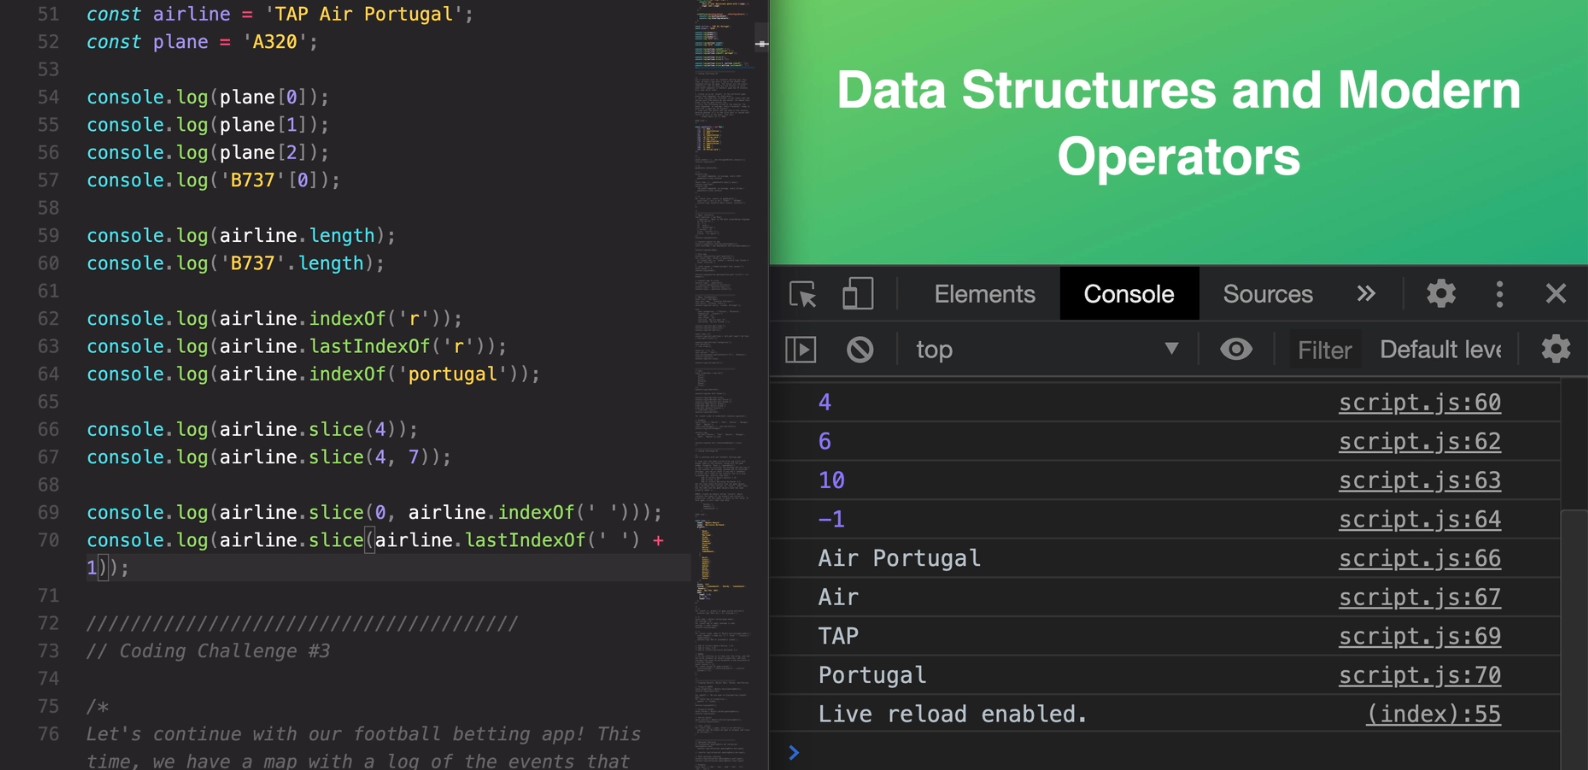 51 const airline = 'TAP Air Portugal';
52 const plane = 'A320';
53
54 console.log(plane[0]);
55 console.log(plane[1]);
56 console.log(plane[2]);
57 console.log('B737'[0]);
58
59 console.log(airline.length);
60 console.log('B737'.length);
61
62 console.log(airline.indexOf('r'));
63 console.log(airline.lastIndexOf('r'));
64 console.log(airline.indexOf('portugal'));
65
66 console.log(airline.slice(4));
67 console.log(airline.slice(4, 7));
68
69 console.log(airline.slice(0, airline.indexOf(' ')));
70 console.log(airline.slice(airline.lastIndexOf(' ') +
1));
71
72 ///////////////////////////////////////
73 // Coding Challenge #3
74
75 /*
76 Let's continue with our football betting app! This
time, we have a map with a log of the events that
Data Structures and Modern
Operators
Elements Console Sources »
top Filter Default leve
4 script.js:60
6 script.js:62
10 script.js:63
-1 script.js:64
Air Portugal script.js:66
Air script.js:67
TAP script.js:69
Portugal script.js:70
Live reload enabled. (index):55